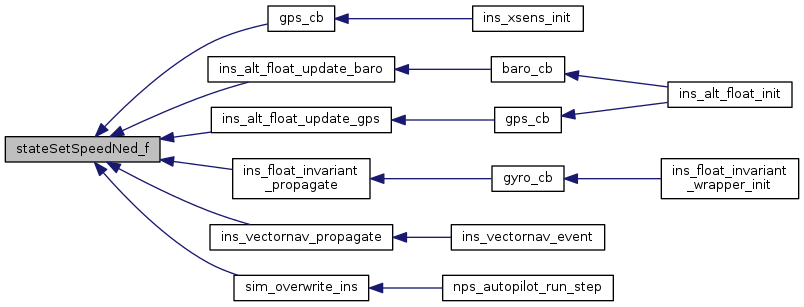 gps_cb
ins_xsens_init
ins_alt_float_update_baro
baro_cb
ins_alt_float_init
ins_alt_float_update_gps
gps_cb
stateSetSpeedNed_f
ins_float_invariant
_propagate
gyro_cb
ins_float_invariant
_wrapper_init
ins_vectornav_propagate
ins_vectornav_event
sim_overwrite_ins
nps_autopilot_run_step